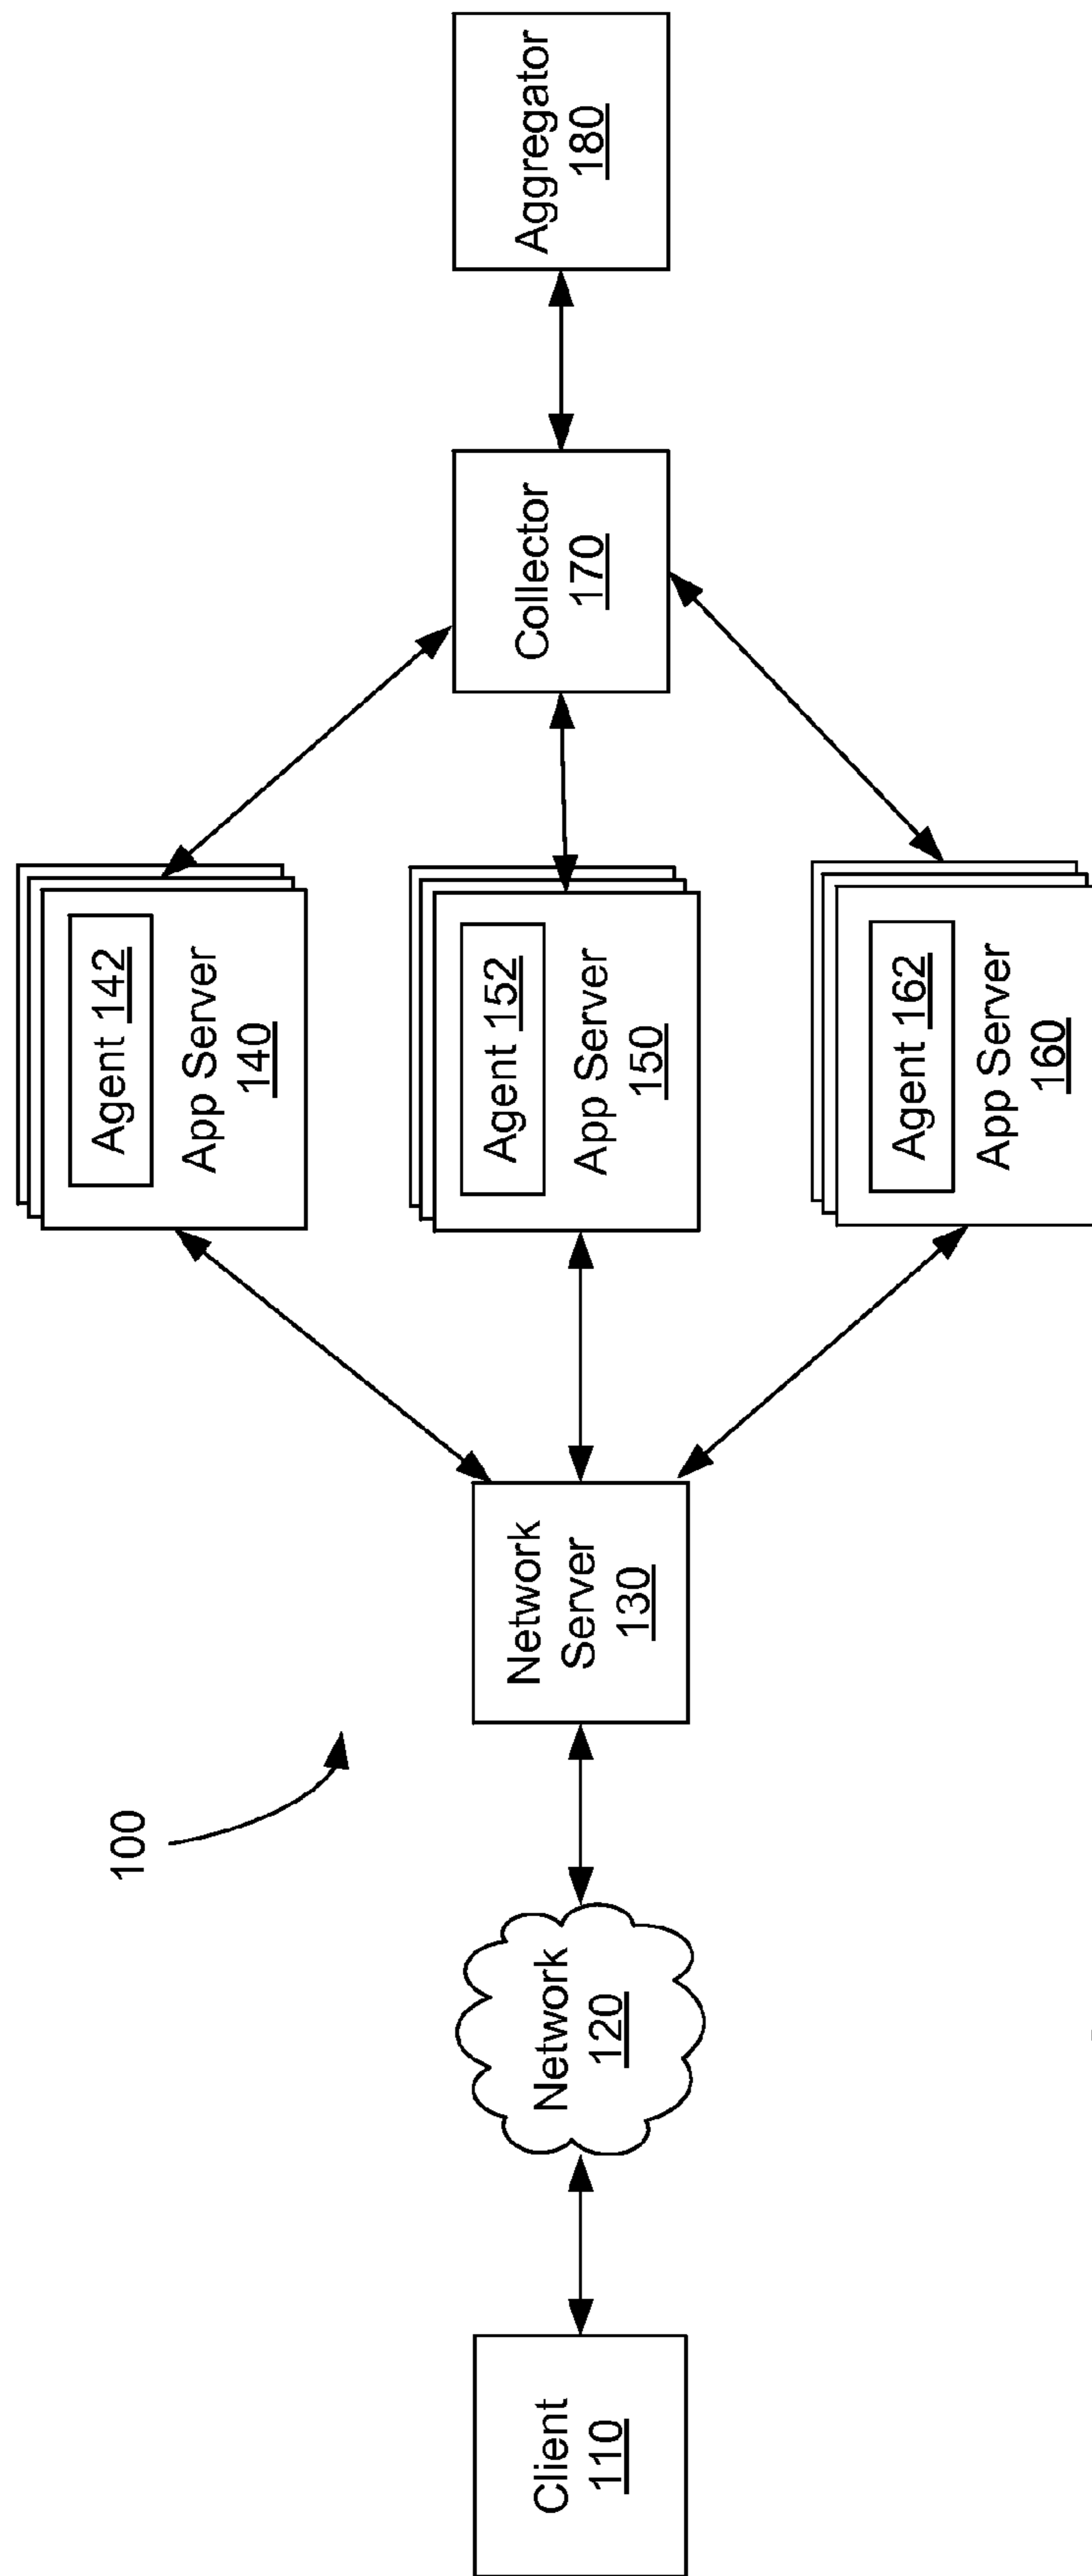 100
Client
110
Network
120
Network
Server
130
Agent 142
App Server
140
Agent 152
App Server
150
Agent 162
App Server
160
Collector
170
Aggregator
180